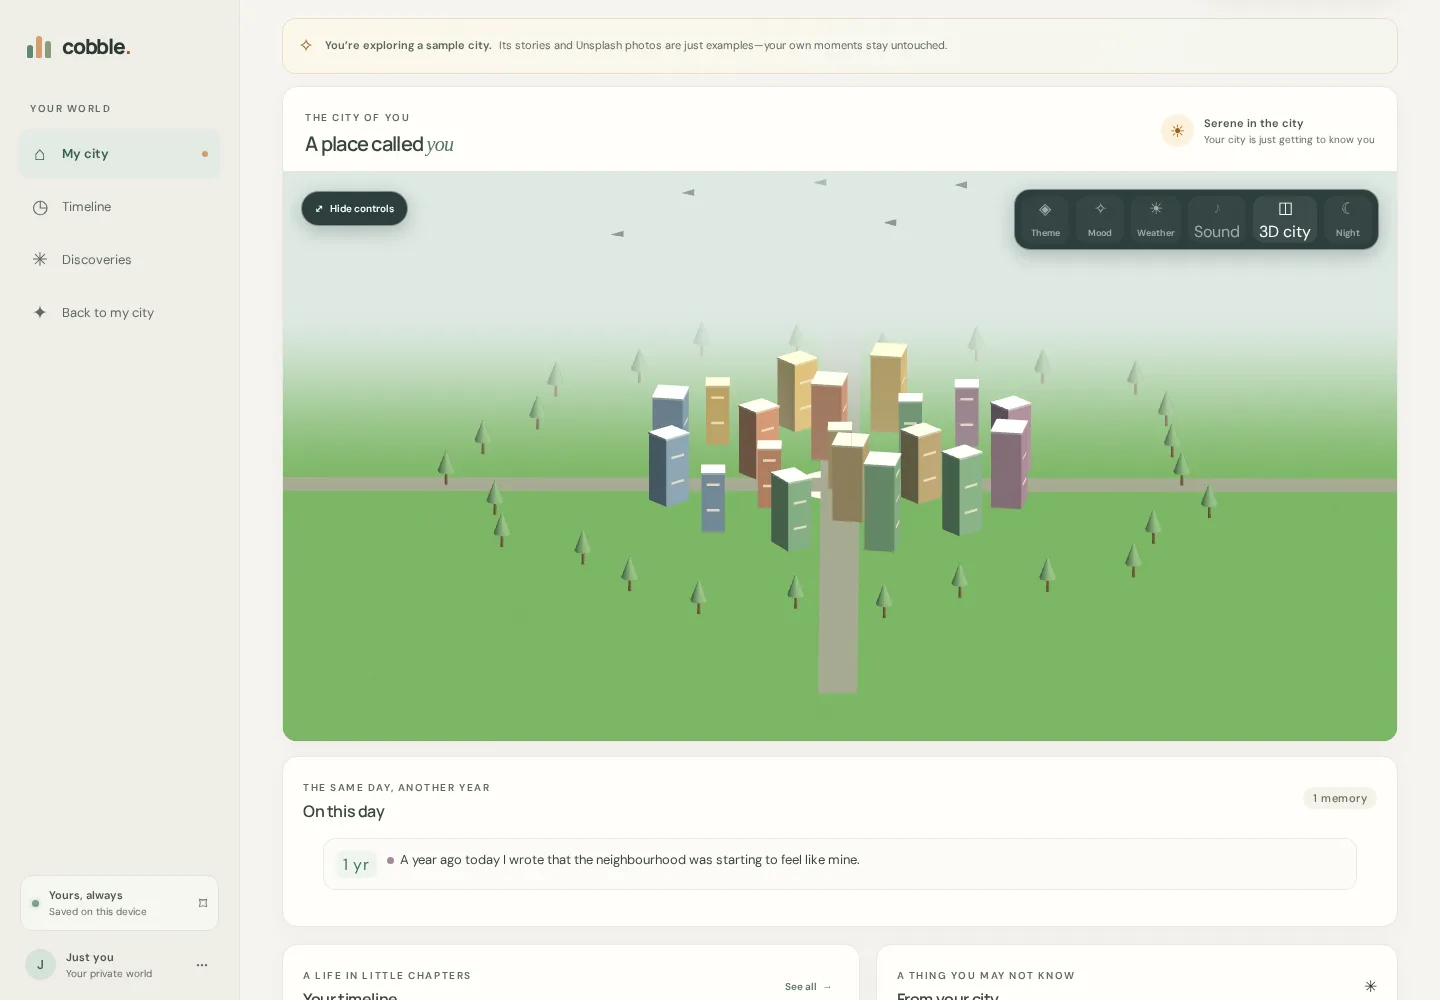 cobble.
YOUR WORLD
My city
Timeline
Discoveries
Back to my city
Yours, always
Saved on this device
J
Just you
Your private world
You're exploring a sample city. Its stories and Unsplash photos are just examples—your own moments stay untouched.
THE CITY OF YOU
A place called you
Serene in the city
Your city is just getting to know you
Hide controls
Theme
Mood
Weather
Sound
3D city
Night
THE SAME DAY, ANOTHER YEAR
On this day
1 memory
1 yr
A year ago today I wrote that the neighbourhood was starting to feel like mine.
A LIFE IN LITTLE CHAPTERS
Your timeline
See all →
A THING YOU MAY NOT KNOW
From your city